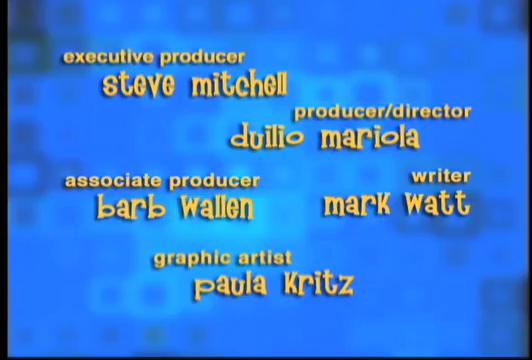 executive producer
steve mitchell
producer/director
duilio mariola
associate producer
barb wallen
writer
mark watt
graphic artist
paula kritz